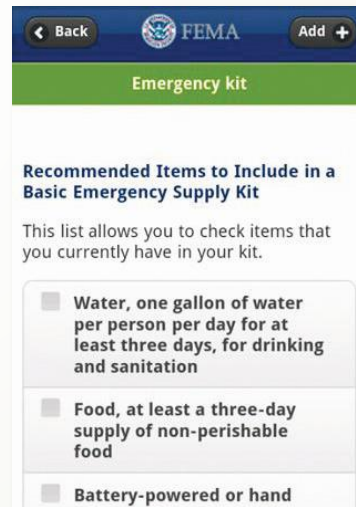 Back
FEMA
Add +
Emergency kit
Recommended Items to Include in a
Basic Emergency Supply Kit
This list allows you to check items that
you currently have in your kit.
Water, one gallon of water
per person per day for at
least three days, for drinking
and sanitation
Food, at least a three-day
supply of non-perishable
food
Battery-powered or hand